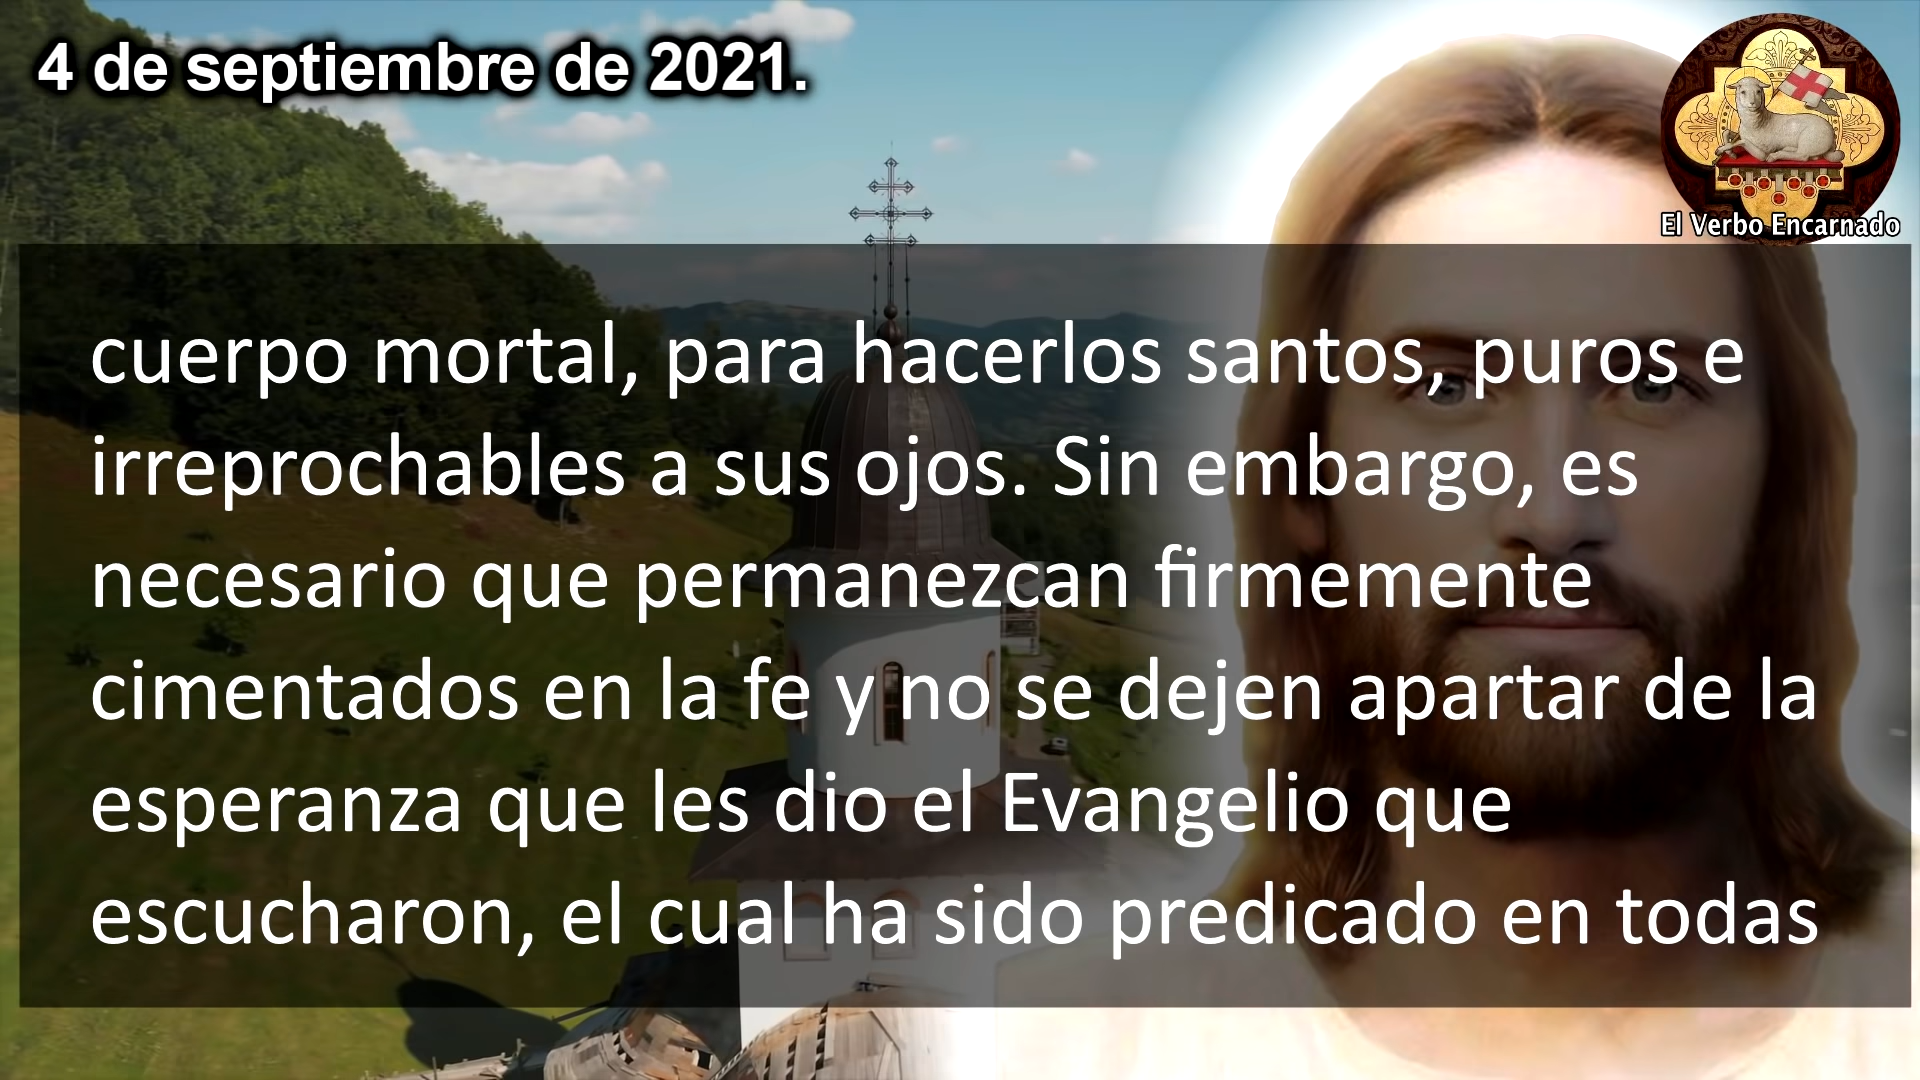 4 de septiembre de 2021.
El Verbo Encarnado
cuerpo mortal, para hacerlos santos, puros e
irreprochables a sus ojos. Sin embargo, es
necesario que permanezcan firmemente
cimentados en la fe y no se dejen apartar de la
esperanza que les dio el Evangelio que
escucharon, el cual ha sido predicado en todas